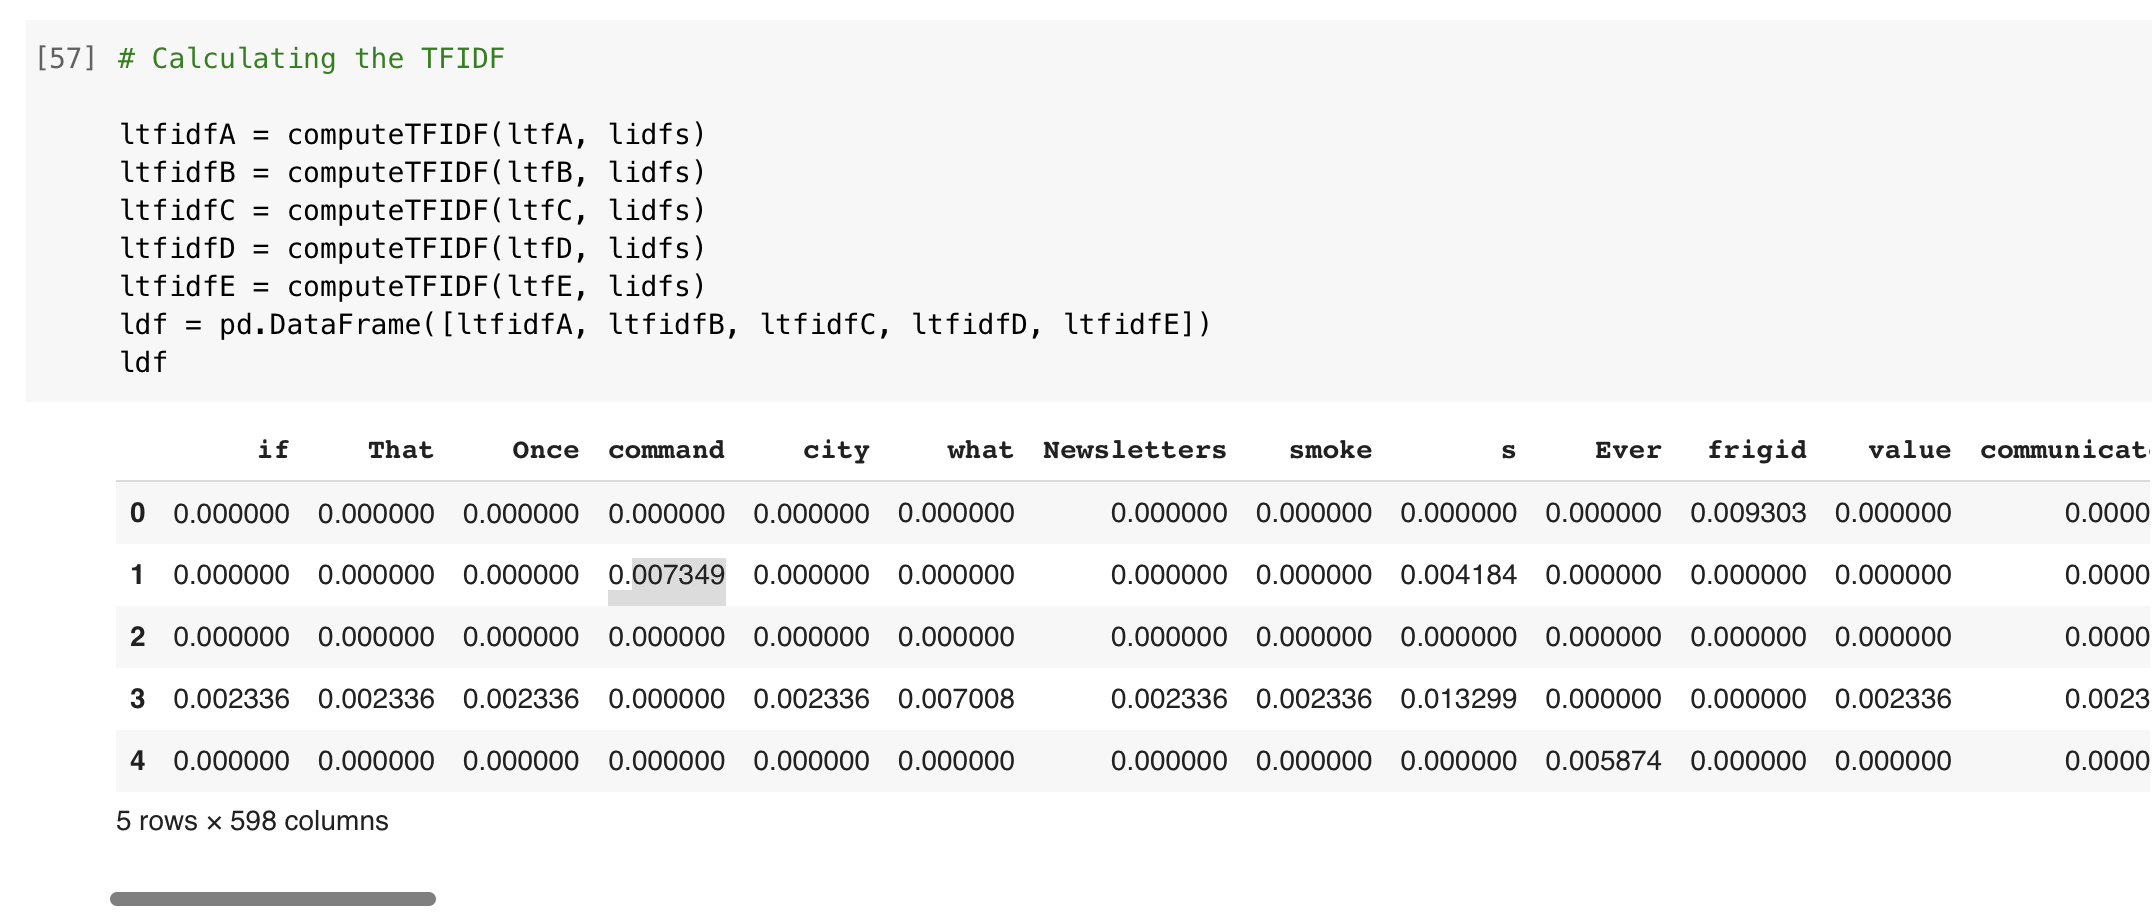 [57] # Calculating the TFIDF
ltfidfA = computeTFIDF(ltfA, lidfs)
ltfidfB = computeTFIDF(ltfB, lidfs)
ltfidfC = computeTFIDF(ltfC, lidfs)
ltfidfD = computeTFIDF(ltfD, lidfs)
ltfidfE = computeTFIDF(ltfE, lidfs)
ldf = pd.DataFrame([ltfidfA, ltfidfB, ltfidfC, ltfidfD, ltfidfE])
ldf
if That Once command city what Newsletters smoke s Ever frigid value communicat
0 0.000000 0.000000 0.000000 0.000000 0.000000 0.000000 0.000000 0.000000 0.000000 0.000000 0.009303 0.000000 0.0000
1 0.000000 0.000000 0.000000 0.007349 0.000000 0.000000 0.000000 0.000000 0.004184 0.000000 0.000000 0.000000 0.0000
2 0.000000 0.000000 0.000000 0.000000 0.000000 0.000000 0.000000 0.000000 0.000000 0.000000 0.000000 0.000000 0.0000
3 0.002336 0.002336 0.002336 0.000000 0.002336 0.007008 0.002336 0.002336 0.013299 0.000000 0.000000 0.002336 0.0023
4 0.000000 0.000000 0.000000 0.000000 0.000000 0.000000 0.000000 0.000000 0.000000 0.005874 0.000000 0.000000 0.0000
5 rows × 598 columns